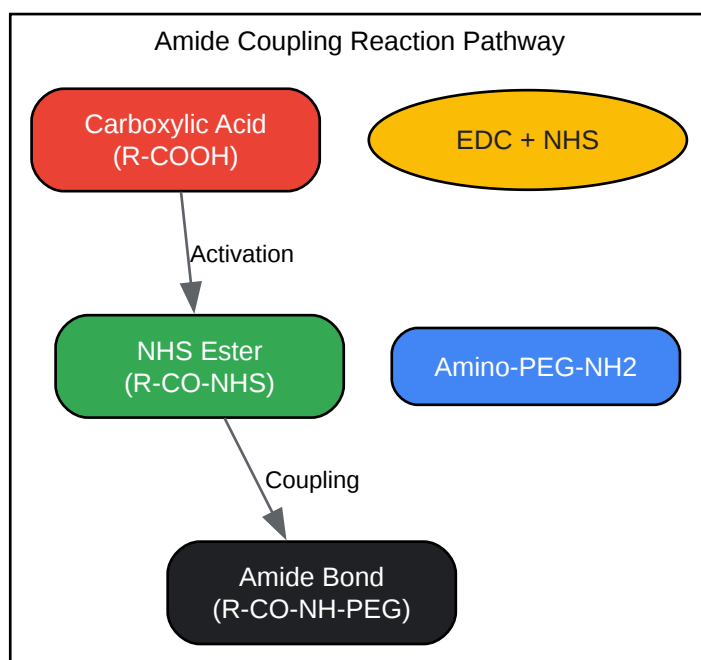 Amide Coupling Reaction Pathway
Carboxylic Acid
(R-COOH)
EDC + NHS
Activation
NHS Ester
(R-CO-NHS)
Amino-PEG-NH2
Coupling
Amide Bond
(R-CO-NH-PEG)